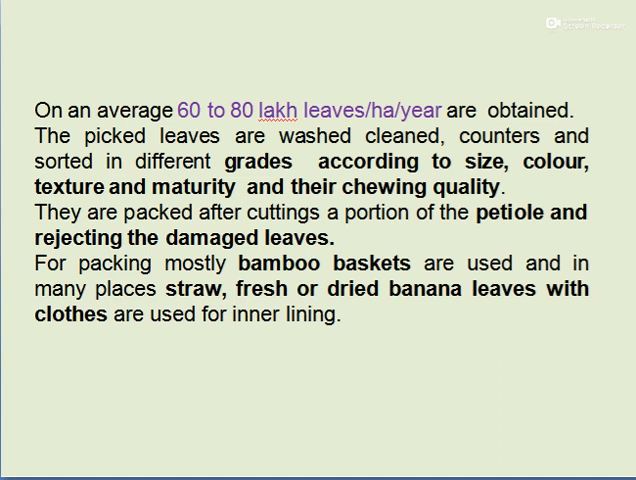 On an average 60 to 80 lakh leaves/ha/year are obtained.
The picked leaves are washed cleaned, counters and
sorted in different grades according to size, colour,
texture and maturity and their chewing quality.
They are packed after cuttings a portion of the petiole and
rejecting the damaged leaves.
For packing mostly bamboo baskets are used and in
many places straw, fresh or dried banana leaves with
clothes are used for inner lining.